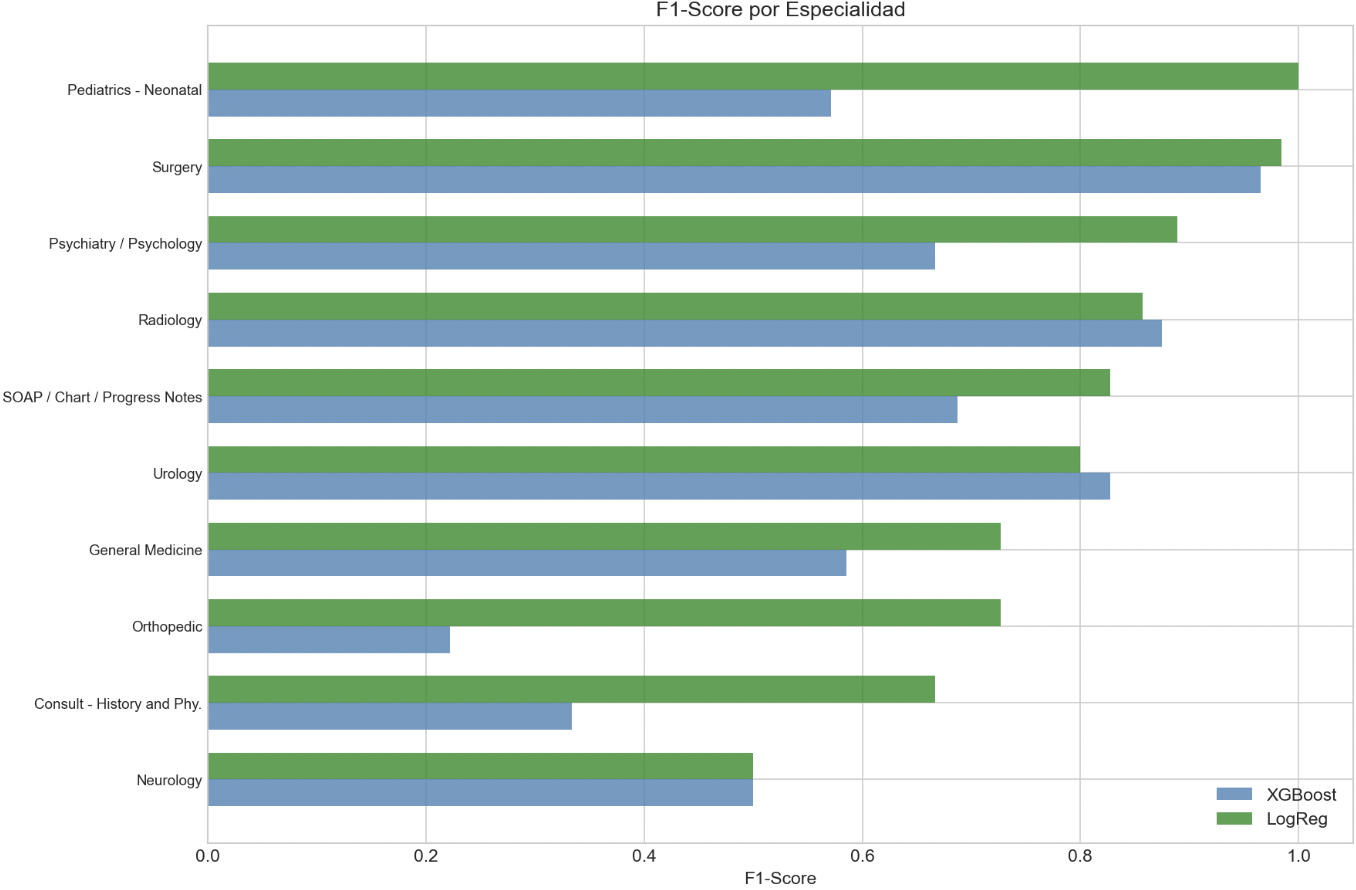 F1-Score por Especialidad
Pediatrics - Neonatal
Surgery
Psychiatry / Psychology
Radiology
SOAP / Chart / Progress Notes
Urology
General Medicine
Orthopedic
Consult - History and Phy.
Neurology
XGBoost
LogReg
0.0 0.2 0.4 0.6 0.8 1.0
F1-Score